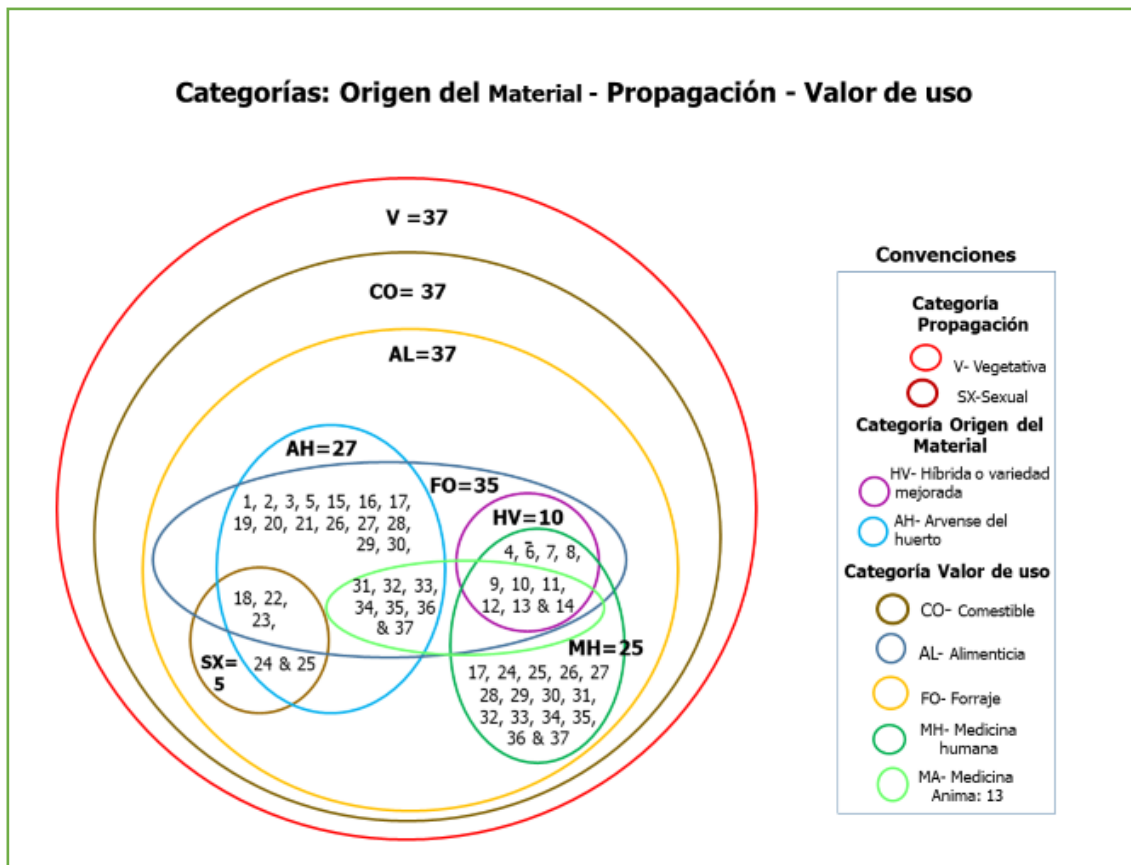 Categorías: Origen del Material - Propagación - Valor de uso
V =37
CO= 37
AL=37
AH=27
FO=35
1, 2, 3, 5, 15, 16, 17,
19, 20, 21, 26, 27, 28,
29, 30,
HV=10
4, 6, 7, 8,
9, 10, 11,
12, 13 & 14
31, 32, 33,
34, 35, 36
& 37
18, 22,
23,
SX=
5
24 & 25
MH=25
17, 24, 25, 26, 27
28, 29, 30, 31,
32, 33, 34, 35,
36 & 37
Convenciones
Categoría
Propagación
V- Vegetativa
SX-Sexual
Categoría Origen del
Material
HV- Híbrida o variedad
mejorada
AH- Arvense del
huerto
Categoría Valor de uso
CO- Comestible
AL- Alimenticia
FO- Forraje
MH- Medicina
humana
MA- Medicina
Anima: 13